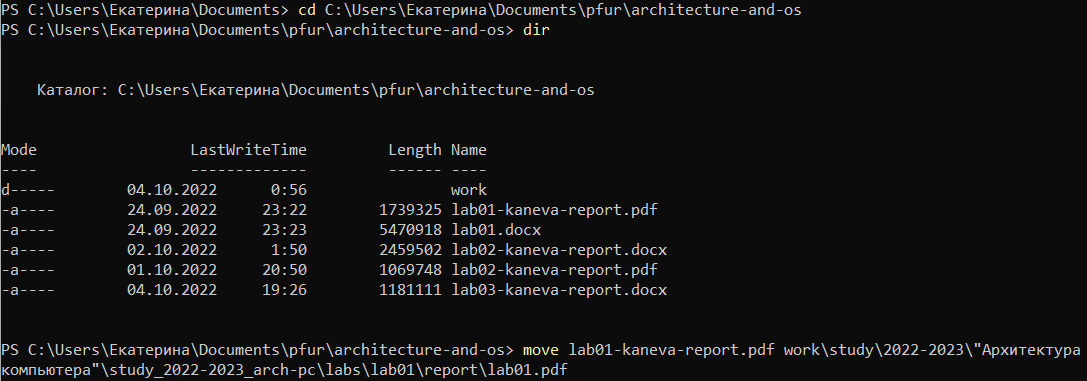 PS C:\Users\Екатерина\Documents> cd C:\Users\Екатерина\Documents\pfur\architecture-and-os
PS C:\Users\Екатерина\Documents\pfur\architecture-and-os> dir
Каталог: C:\Users\Екатерина\Documents\pfur\architecture-and-os
Mode LastWriteTime Length Name
---- ------------- ------ ----
d----- 04.10.2022 0:56 work
-a---- 24.09.2022 23:22 1739325 lab01-kaneva-report.pdf
-a---- 24.09.2022 23:23 5470918 lab01.docx
-a---- 02.10.2022 1:50 2459502 lab02-kaneva-report.docx
-a---- 01.10.2022 20:50 1069748 lab02-kaneva-report.pdf
-a---- 04.10.2022 19:26 1181111 lab03-kaneva-report.docx
PS C:\Users\Екатерина\Documents\pfur\architecture-and-os> move lab01-kaneva-report.pdf work\study\2022-2023\"Архитектура
компьютера"\study_2022-2023_arch-pc\labs\lab01\report\lab01.pdf